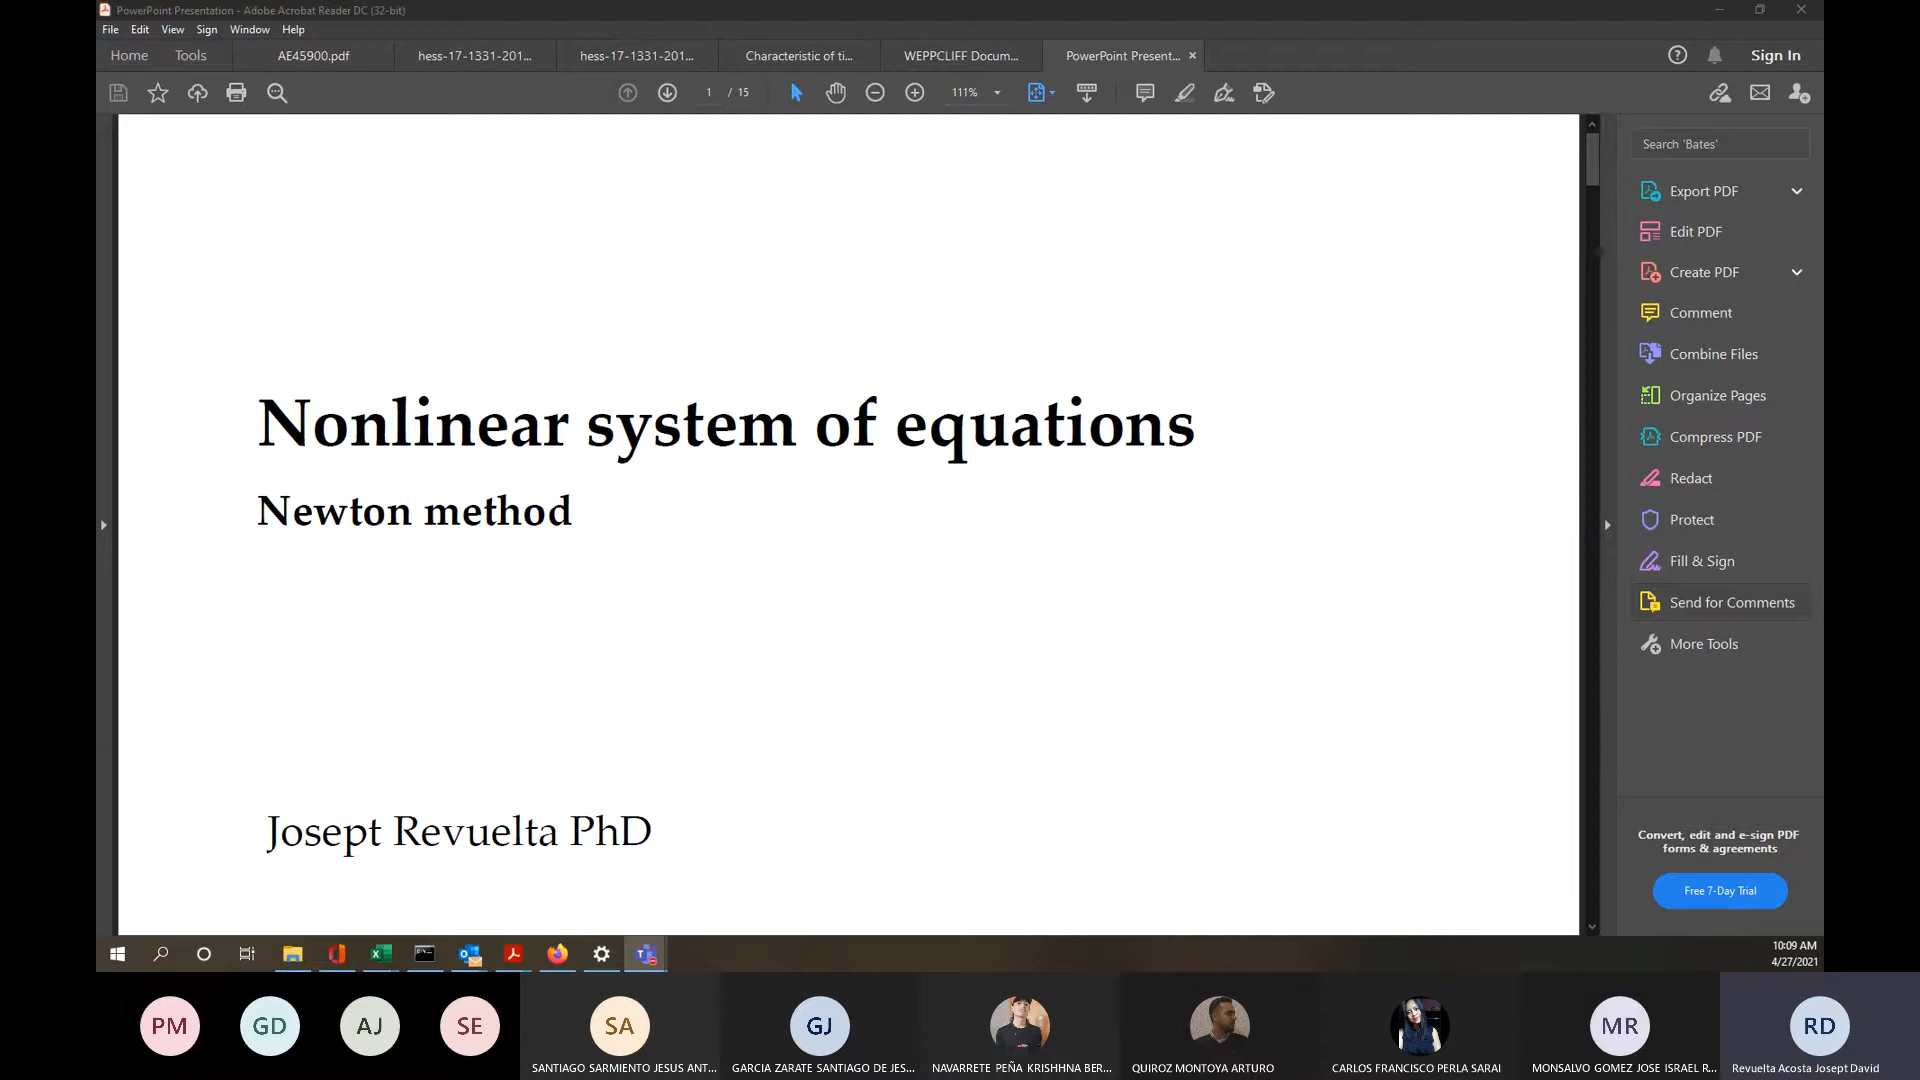 PowerPoint Presentation - Adobe Acrobat Reader DC (32-bit)
File Edit View Sign Window Help
Home Tools AE45900.pdf hess-17-1331-201... hess-17-1331-201... Characteristic of ti... WEPPCLIFF Docum... PowerPoint Present... Sign In
1 / 15 111%
Search 'Bates'
Export PDF
Edit PDF
Create PDF
Comment
Combine Files
Organize Pages
Compress PDF
Redact
Protect
Fill & Sign
Send for Comments
More Tools
Convert, edit and e-sign PDF
forms & agreements
Free 7-Day Trial
Nonlinear system of equations
Newton method
Josept Revuelta PhD
10:09 AM
4/27/2021
PM GD AJ SE SA GJ MR RD
SANTIAGO SARMIENTO JESUS ANT... GARCIA ZARATE SANTIAGO DE JES... NAVARRETE PEÑA KRISHHNA BER... QUIROZ MONTOYA ARTURO CARLOS FRANCISCO PERLA SARAI MONSALVO GOMEZ JOSE ISRAEL R... Revuelta Acosta Josept David